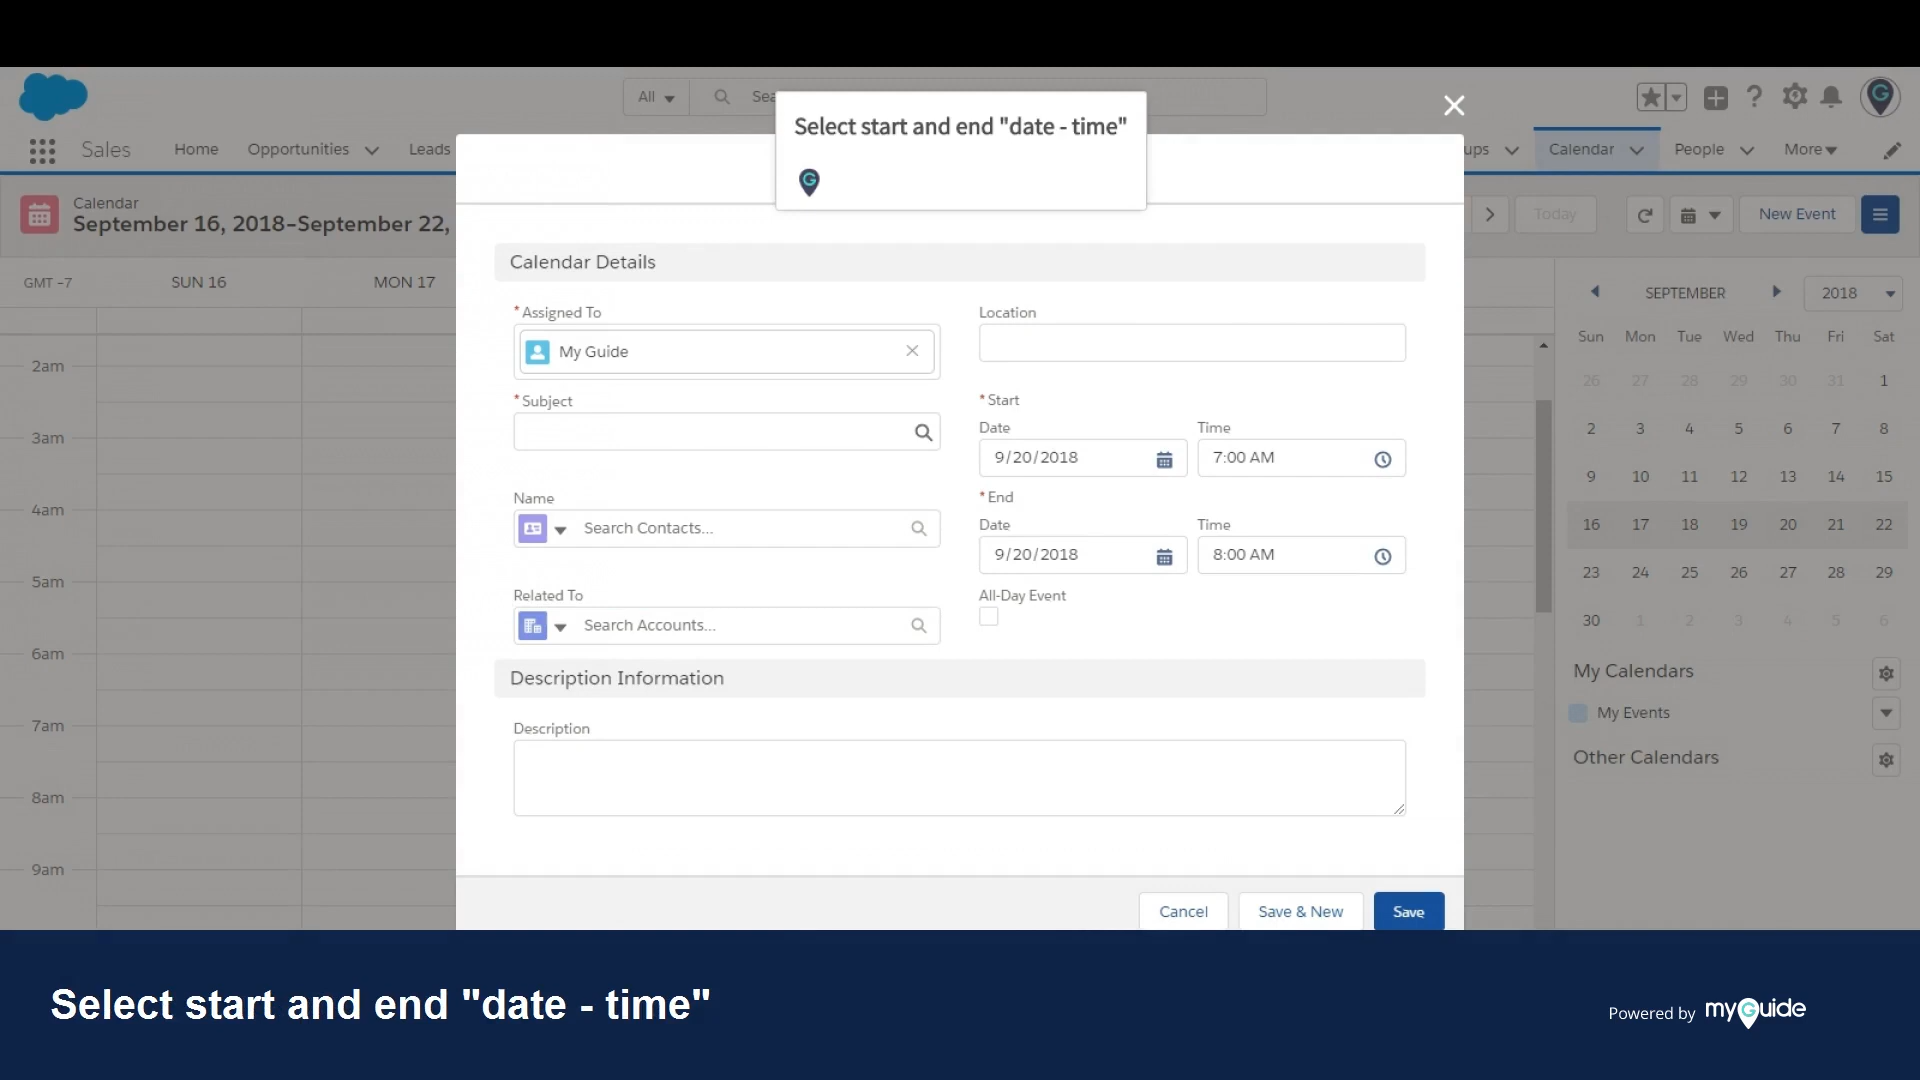 All
Sea
Select start and end "date - time"
Sales
Home
Opportunities
Leads
ups
Calendar
People
More
Calendar
September 16, 2018–September 22,
Today
New Event
GMT -7
SUN 16
MON 17
2am
3am
4am
5am
6am
7am
8am
9am
Calendar Details
*Assigned To
My Guide
Location
*Subject
*Start
Date
Time
9/20/2018
7:00 AM
Name
Search Contacts...
*End
Date
Time
9/20/2018
8:00 AM
Related To
Search Accounts...
All-Day Event
Description Information
Description
Cancel
Save & New
Save
SEPTEMBER
2018
Sun Mon Tue Wed Thu Fri Sat
26 27 28 29 30 31 1
2 3 4 5 6 7 8
9 10 11 12 13 14 15
16 17 18 19 20 21 22
23 24 25 26 27 28 29
30 1 2 3 4 5 6
My Calendars
My Events
Other Calendars
Select start and end "date - time"
Powered by myGuide